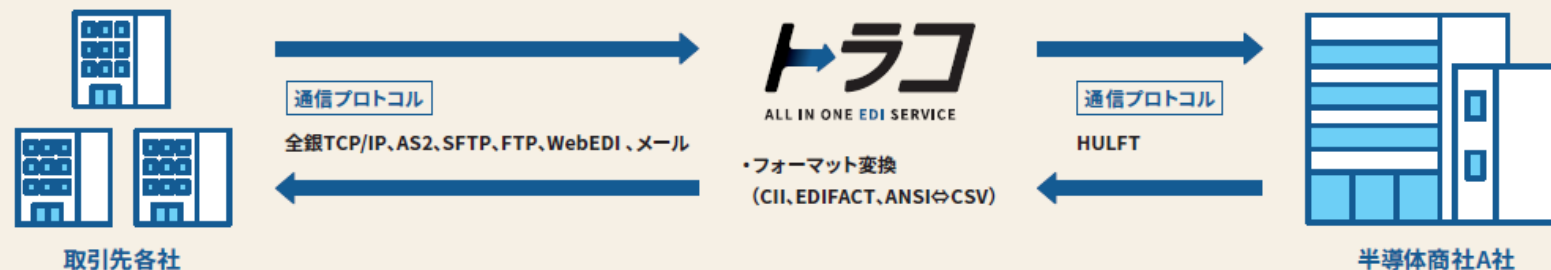 通信プロトコル
全銀TCP/IP、AS2、SFTP、FTP、WebEDI 、メール
取引先各社
トラコ
ALL IN ONE EDI SERVICE
・フォーマット変換
（CII、EDIFACT、ANSI⇔CSV）
通信プロトコル
HULFT
半導体商社A社